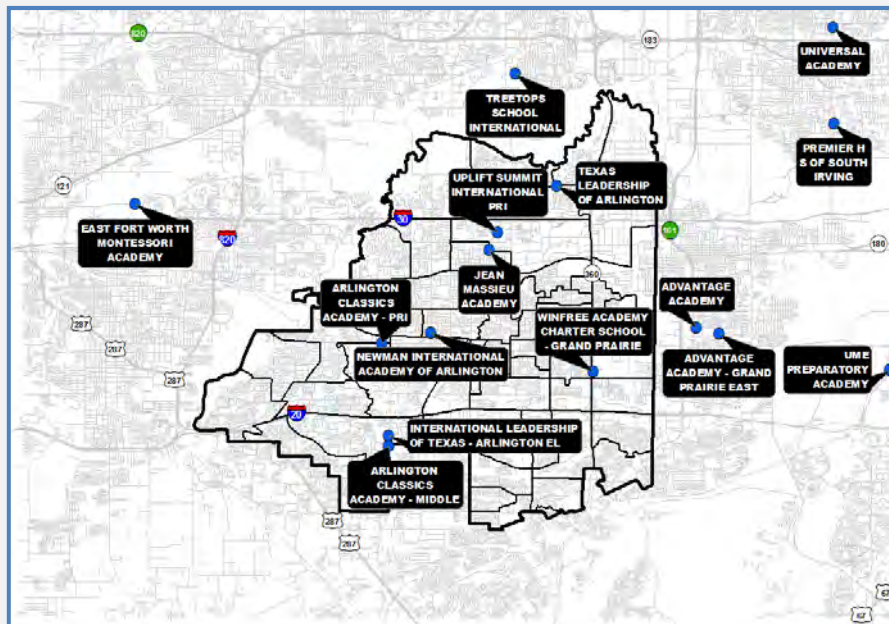 820
183
UNIVERSAL
ACADEMY
TREETOPS
SCHOOL
INTERNATIONAL
PREMIER H
S OF SOUTH
IRVING
121
UPLIFT SUMMIT
INTERNATIONAL
PRI
TEXAS
LEADERSHIP
OF ARLINGTON
EAST FORT WORTH
MONTESSORI
ACADEMY
30
820
161
180
JEAN
MASSIEU
ACADEMY
360
ARLINGTON
CLASSICS
ACADEMY - PRI
ADVANTAGE
ACADEMY
WINFREE ACADEMY
CHARTER SCHOOL
- GRAND PRAIRIE
287
287
287
NEWMAN INTERNATIONAL
ACADEMY OF ARLINGTON
ADVANTAGE
ACADEMY - GRAND
PRAIRIE EAST
UME
PREPARATORY
ACADEMY
20
INTERNATIONAL LEADERSHIP
OF TEXAS - ARLINGTON EL
ARLINGTON
CLASSICS
ACADEMY - MIDDLE
287
287
67